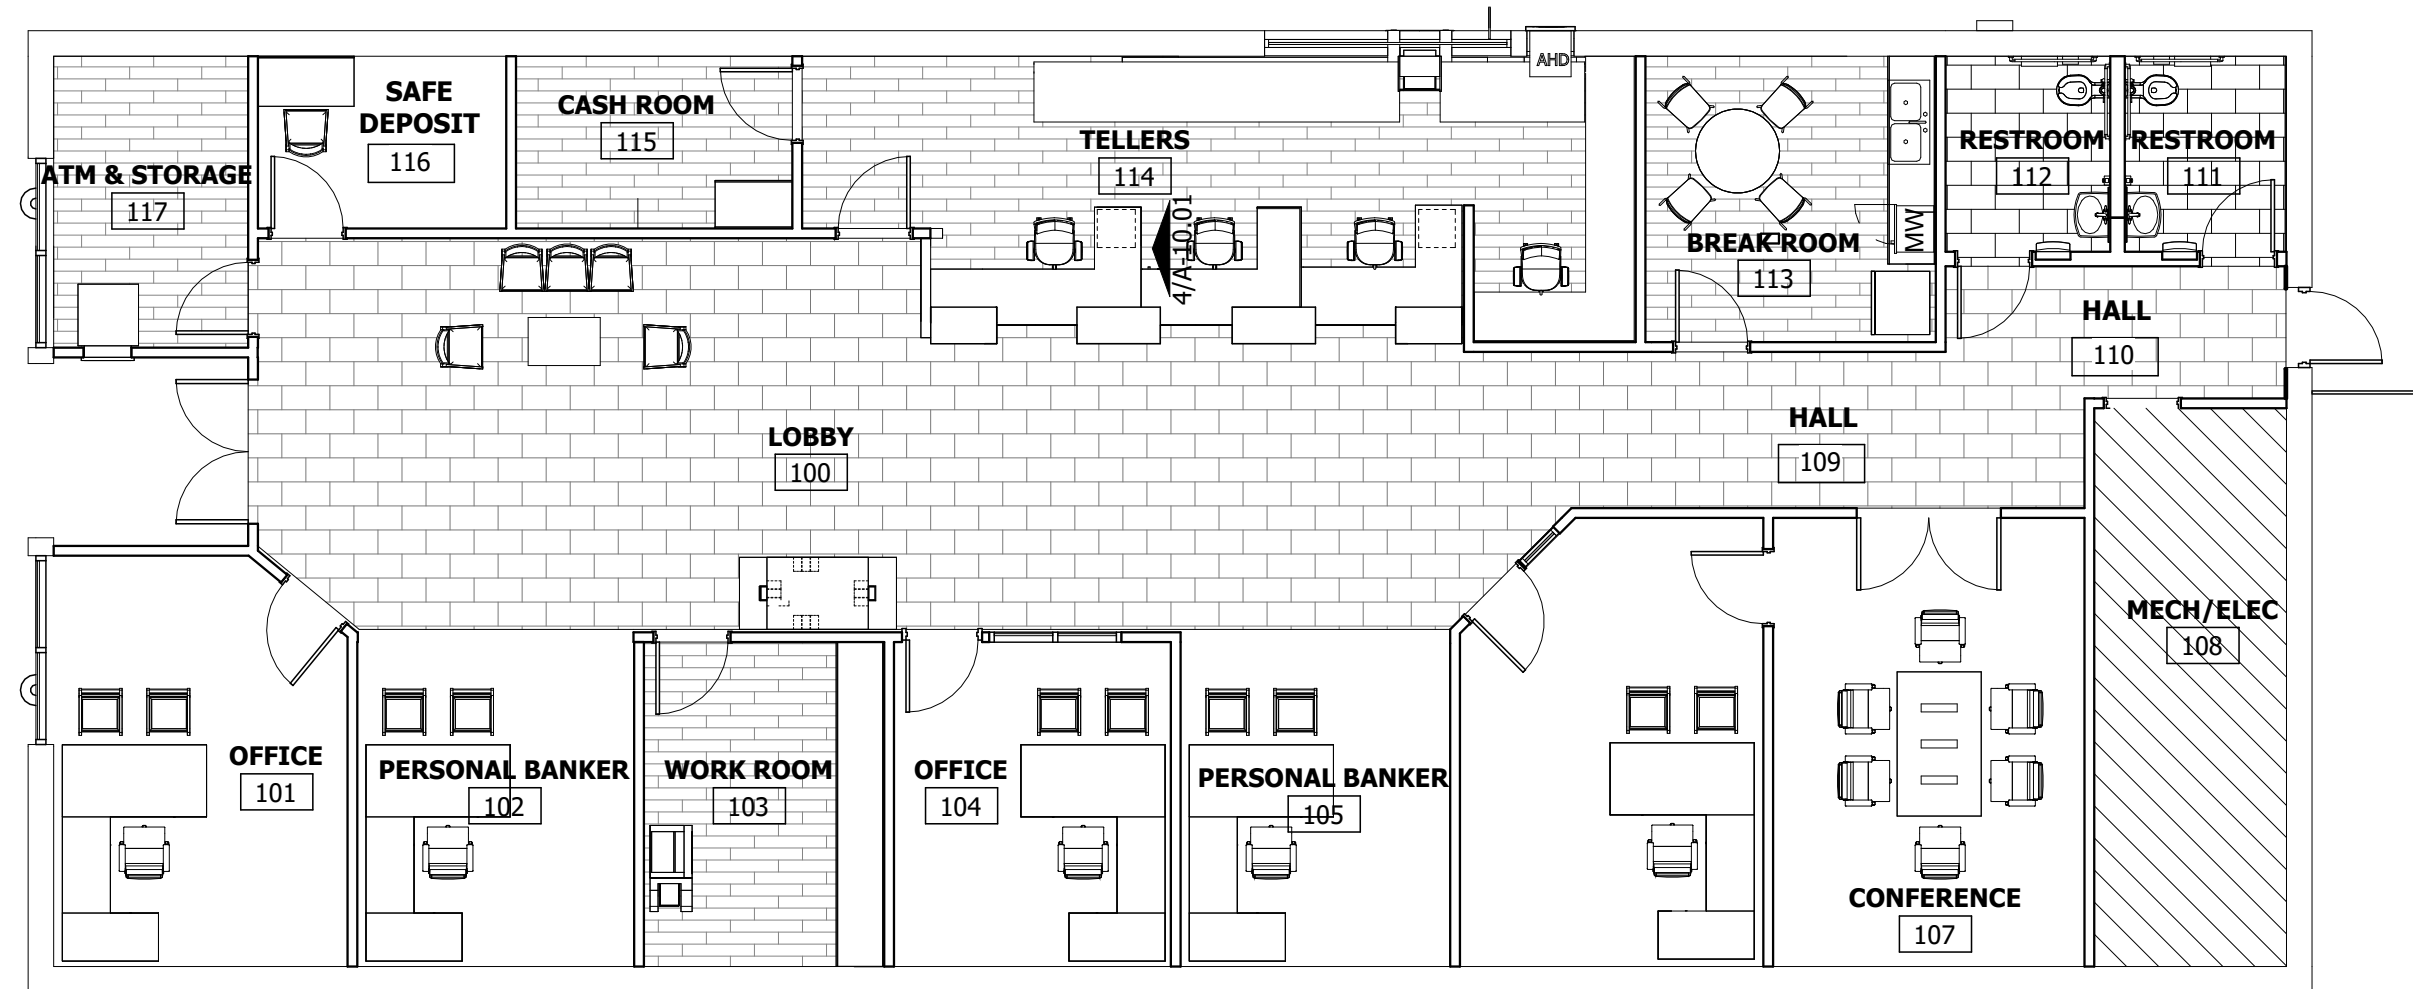 AHD
SAFE
DEPOSIT
116
CASH ROOM
115
TELLERS
114
RESTROOM
112
RESTROOM
111
ATM & STORAGE
117
4/A-10.01
MW
BREAK ROOM
113
HALL
110
LOBBY
100
HALL
109
MECH/ELEC
108
OFFICE
101
PERSONAL BANKER
102
WORK ROOM
103
OFFICE
104
PERSONAL BANKER
105
CONFERENCE
107